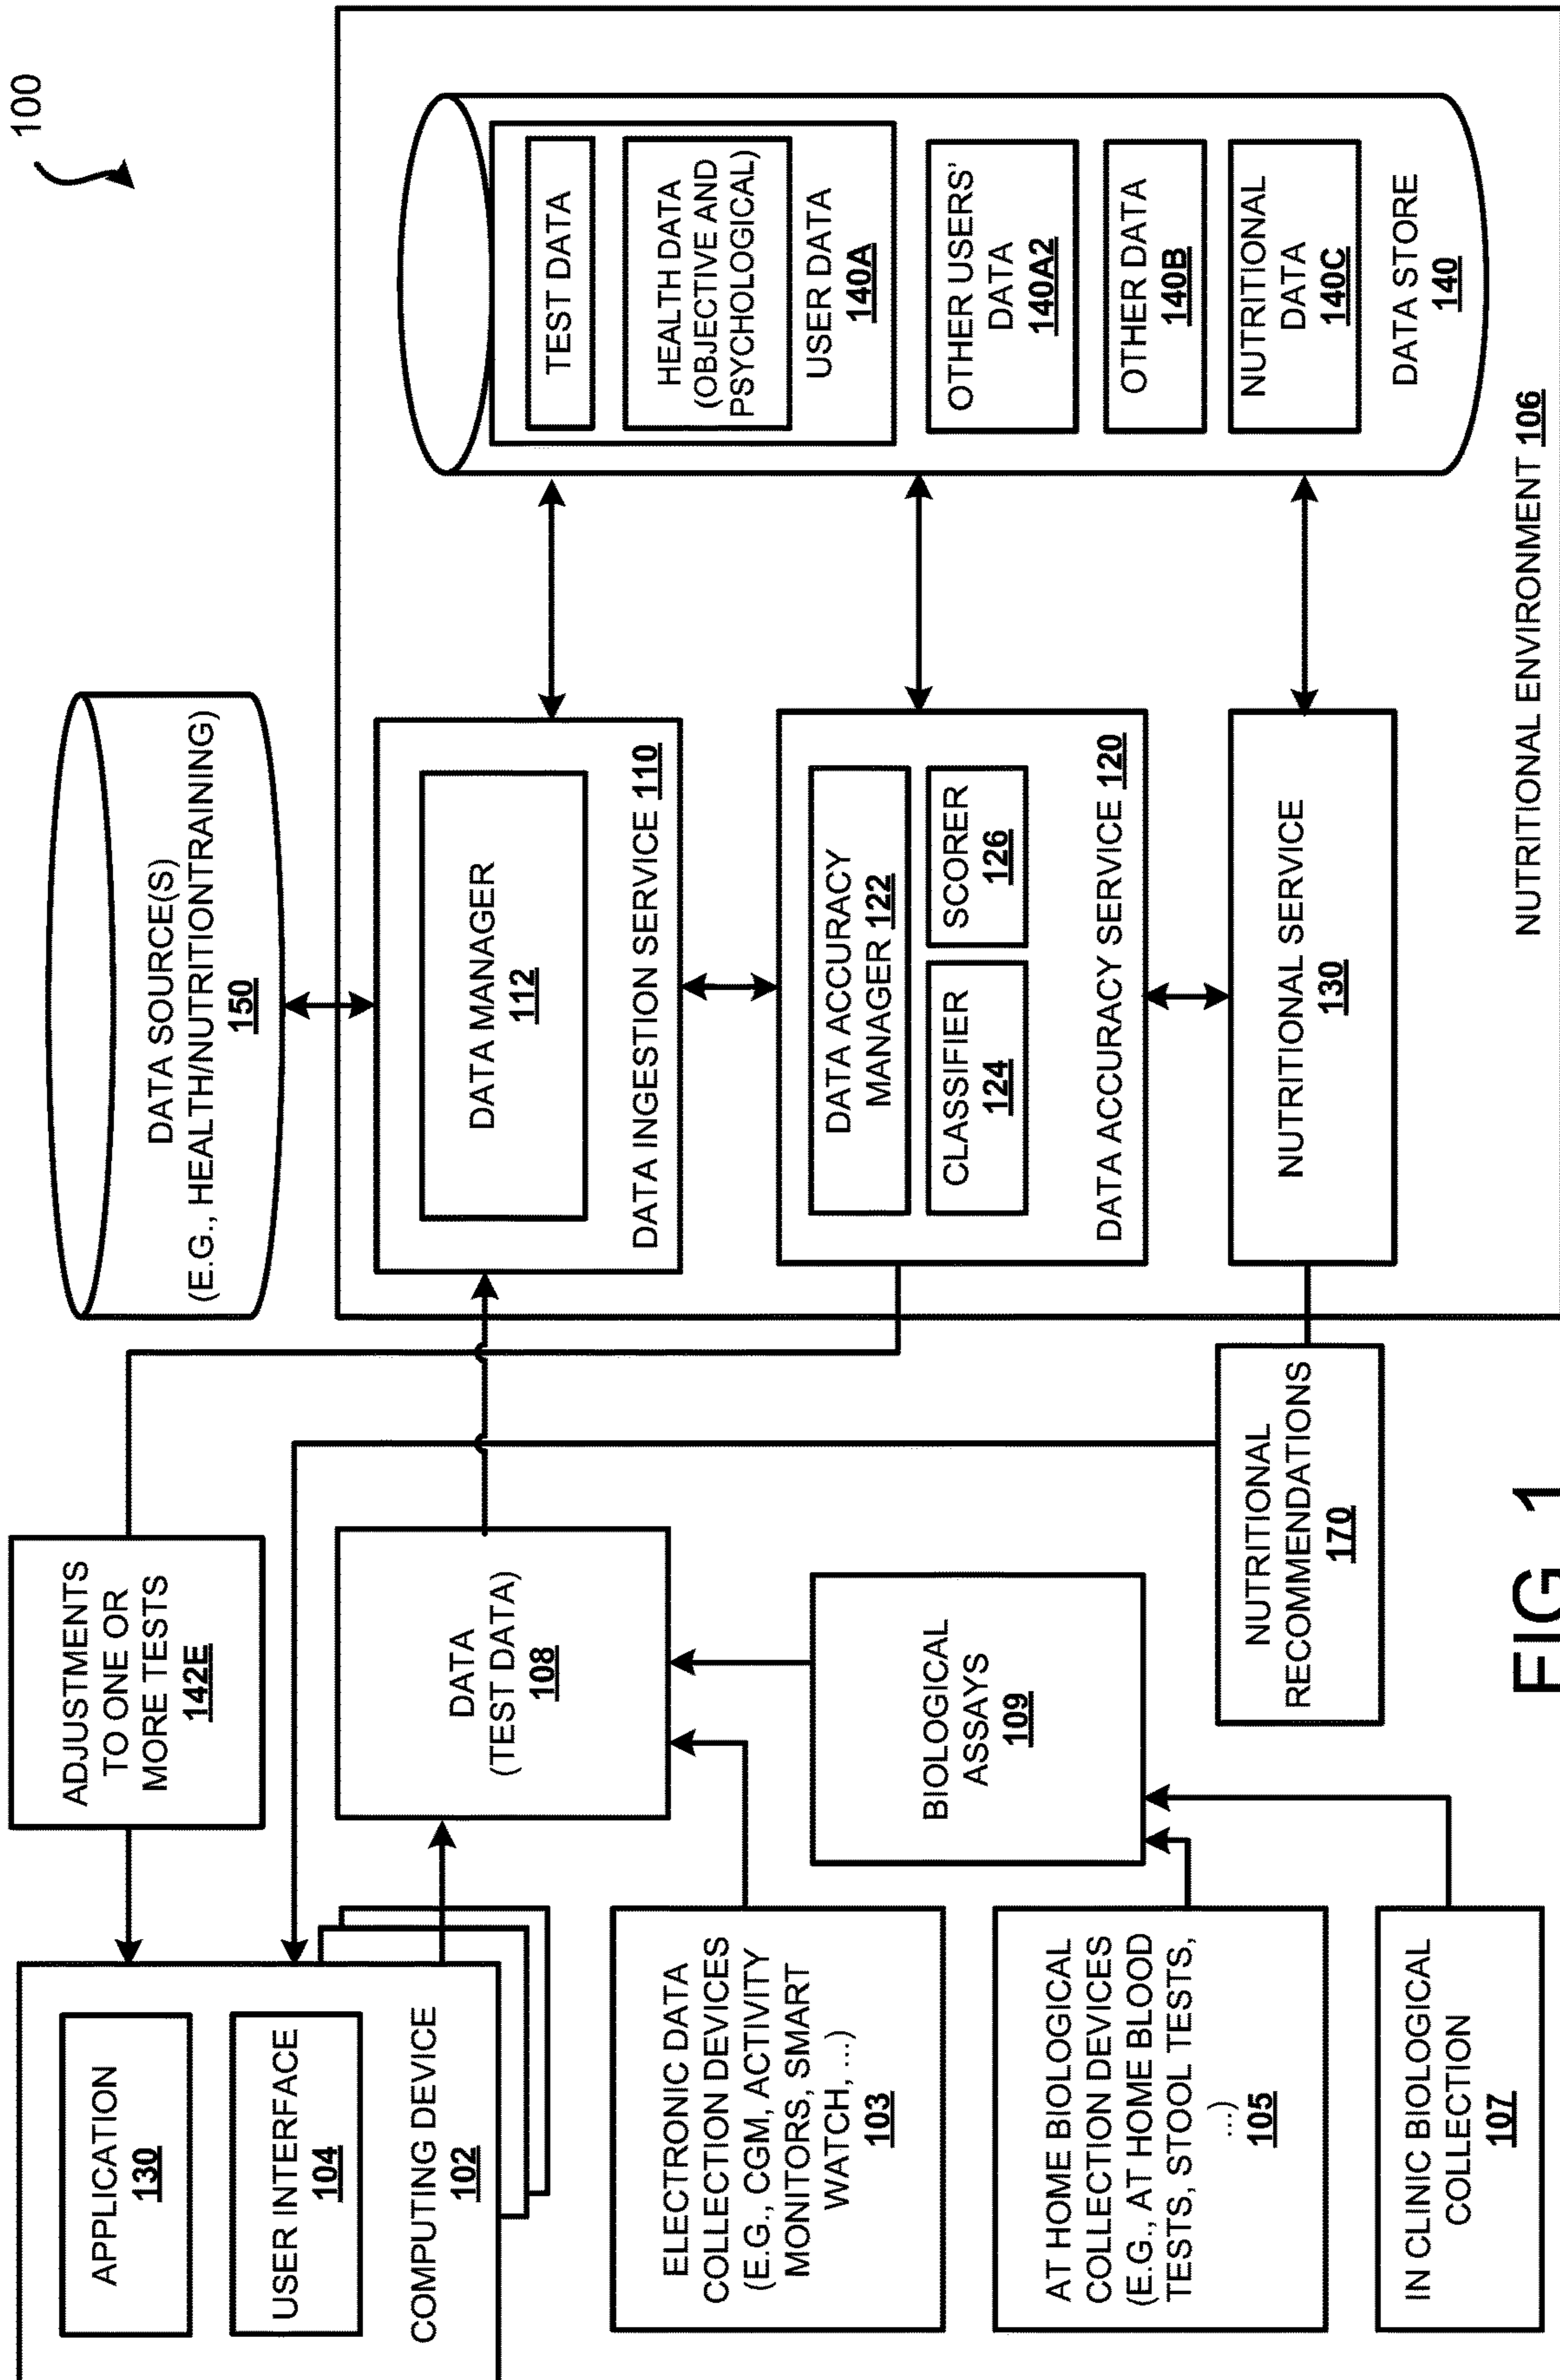 100
APPLICATION
130
USER INTERFACE
104
COMPUTING DEVICE
102
ADJUSTMENTS
TO ONE OR
MORE TESTS
142E
DATA SOURCE(S)
(E.G., HEALTH/NUTRITIONTRAINING)
150
DATA
(TEST DATA)
108
ELECTRONIC DATA
COLLECTION DEVICES
(E.G., CGM, ACTIVITY
MONITORS, SMART
WATCH, ...)
103
BIOLOGICAL
ASSAYS
109
AT HOME BIOLOGICAL
COLLECTION DEVICES
(E.G., AT HOME BLOOD
TESTS, STOOL TESTS,
...)
105
IN CLINIC BIOLOGICAL
COLLECTION
107
NUTRITIONAL
RECOMMENDATIONS
170
DATA MANAGER
112
DATA INGESTION SERVICE 110
DATA ACCURACY
MANAGER 122
CLASSIFIER
124
SCORER
126
DATA ACCURACY SERVICE 120
NUTRITIONAL SERVICE
130
TEST DATA
HEALTH DATA
(OBJECTIVE AND
PSYCHOLOGICAL)
USER DATA
140A
OTHER USERS'
DATA
140A2
OTHER DATA
140B
NUTRITIONAL
DATA
140C
DATA STORE
140
NUTRITIONAL ENVIRONMENT 106
FIG. 1